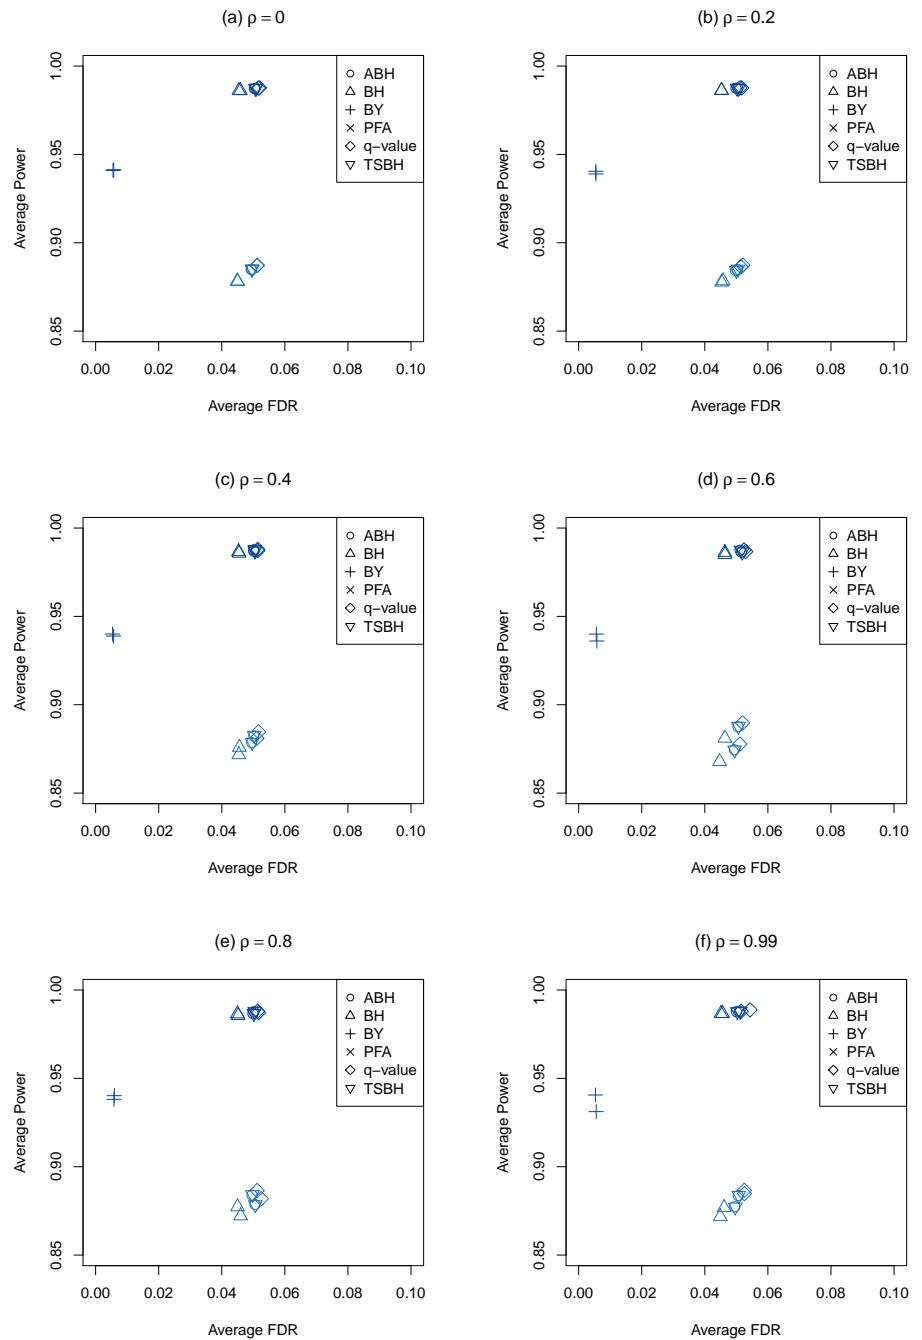 (a) ρ = 0
ABH
BH
BY
PFA
q−value
TSBH
Average Power
0.85 0.90 0.95 1.00
0.00 0.02 0.04 0.06 0.08 0.10
Average FDR
(b) ρ = 0.2
ABH
BH
BY
PFA
q−value
TSBH
Average Power
0.85 0.90 0.95 1.00
0.00 0.02 0.04 0.06 0.08 0.10
Average FDR
(c) ρ = 0.4
ABH
BH
BY
PFA
q−value
TSBH
Average Power
0.85 0.90 0.95 1.00
0.00 0.02 0.04 0.06 0.08 0.10
Average FDR
(d) ρ = 0.6
ABH
BH
BY
PFA
q−value
TSBH
Average Power
0.85 0.90 0.95 1.00
0.00 0.02 0.04 0.06 0.08 0.10
Average FDR
(e) ρ = 0.8
ABH
BH
BY
PFA
q−value
TSBH
Average Power
0.85 0.90 0.95 1.00
0.00 0.02 0.04 0.06 0.08 0.10
Average FDR
(f) ρ = 0.99
ABH
BH
BY
PFA
q−value
TSBH
Average Power
0.85 0.90 0.95 1.00
0.00 0.02 0.04 0.06 0.08 0.10
Average FDR